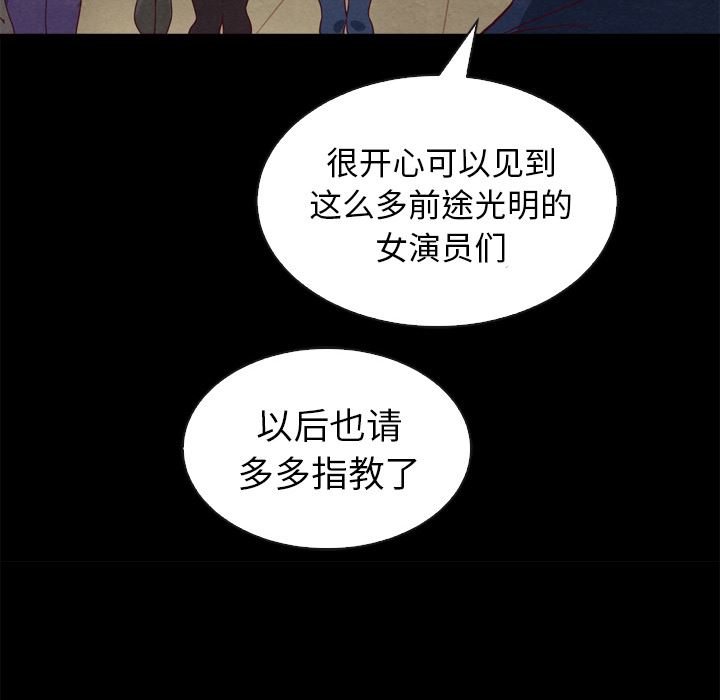 很开心可以见到
这么多前途光明的
女演员们
以后也请
多多指教了